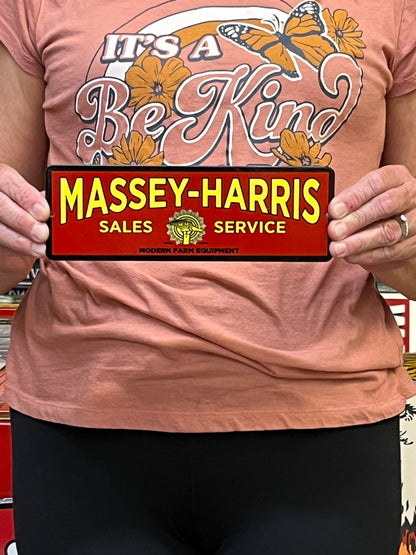 IT'S A
Be Kind
MASSEY-HARRIS
SALES SERVICE
MODERN FARM EQUIPMENT